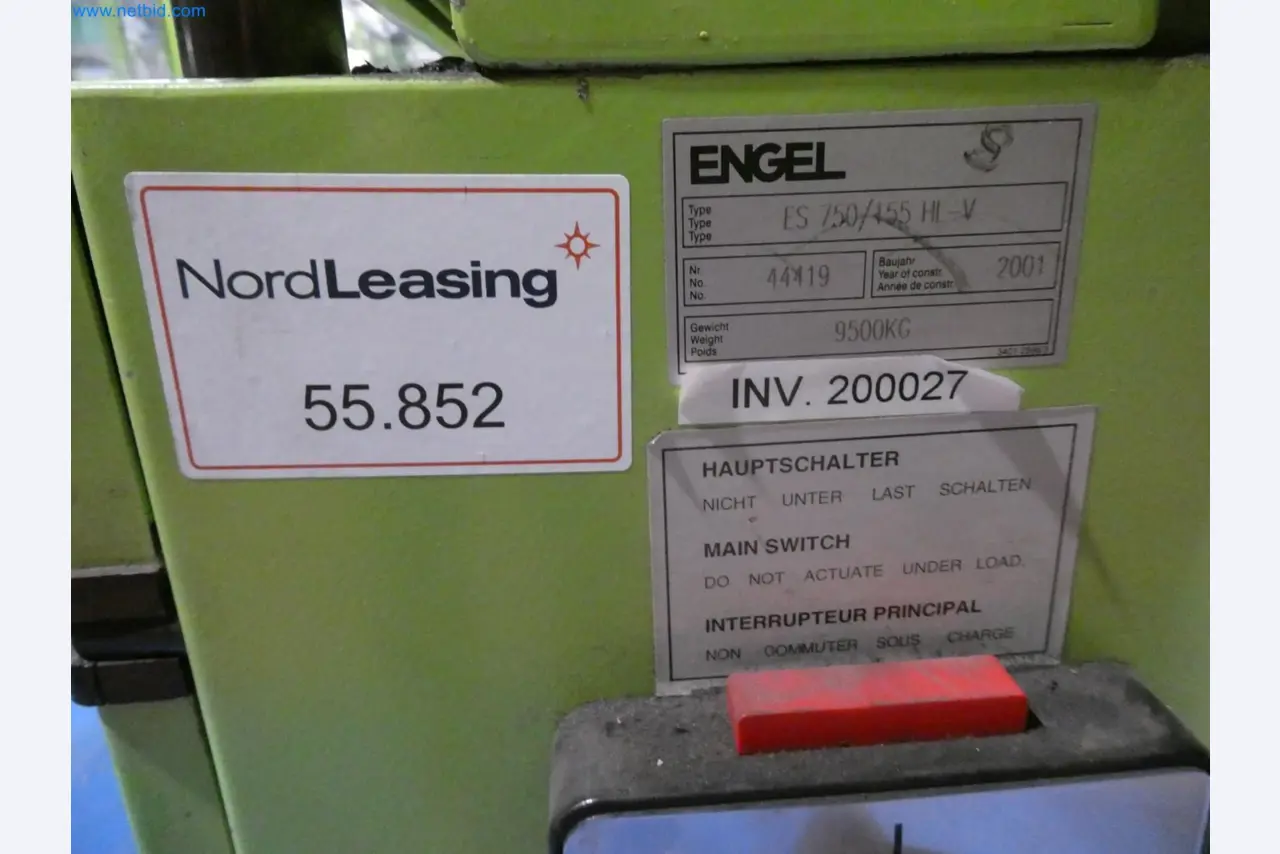 www.netbid.com
NordLeasing
55.852
ENGEL
Type
Type
Type
ES 750/155 HL-V
Nr.
No.
No.
44419
Baujahr
Year of constr.
Année de constr.
2001
Gewicht
Weight
Poids
9500KG
INV. 200027
HAUPTSCHALTER
NICHT UNTER LAST SCHALTEN
MAIN SWITCH
DO NOT ACTUATE UNDER LOAD.
INTERRUPTEUR PRINCIPAL
NON COMMUTER SOUS CHARGE